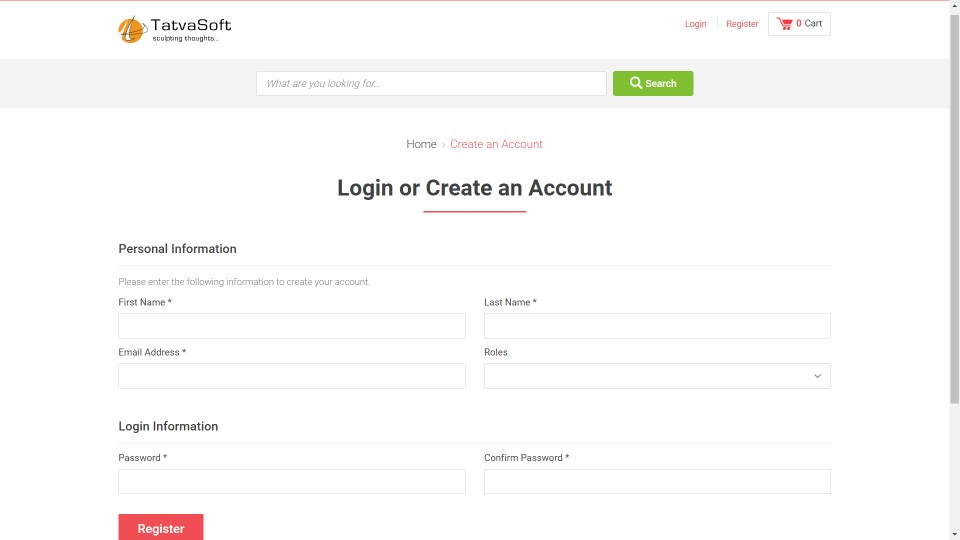 TatvaSoft
sculpting thoughts...
Login
Register
0 Cart
What are you looking for...
Search
Home › Create an Account
Login or Create an Account
Personal Information
Please enter the following information to create your account.
First Name *
Last Name *
Email Address *
Roles
Login Information
Password *
Confirm Password *
Register